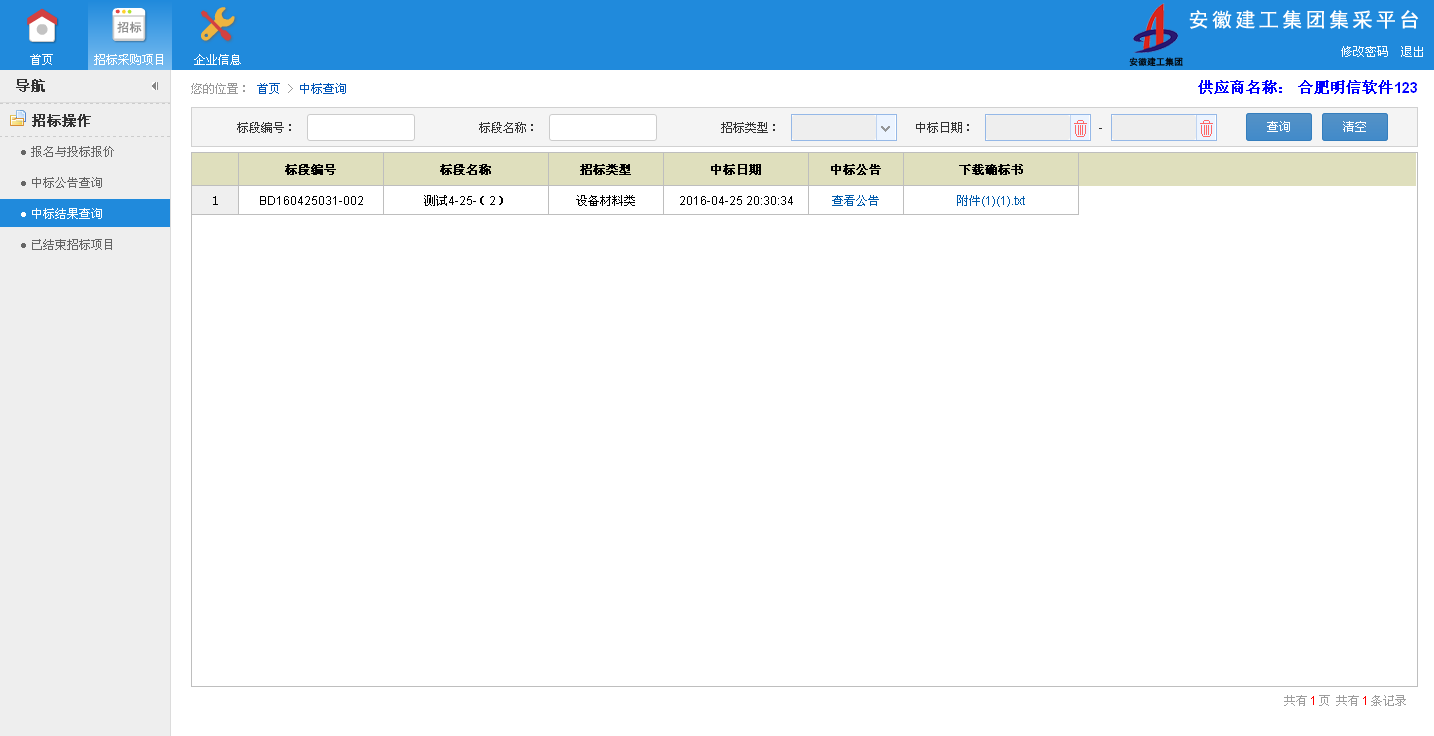 招标
首页 招标采购项目 企业信息
安徽建工集团
安徽建工集团集采平台
修改密码 退出
导航
招标操作
报名与投标报价
中标公告查询
中标结果查询
已结束招标项目
您的位置： 首页 > 中标查询
供应商名称： 合肥明信软件123
标段编号： 标段名称： 招标类型： 中标日期： - 查询 清空
标段编号 标段名称 招标类型 中标日期 中标公告 下载确标书
1 BD160425031-002 测试4-25-（2） 设备材料类 2016-04-25 20:30:34 查看公告 附件(1)(1).txt
共有1页 共有1条记录